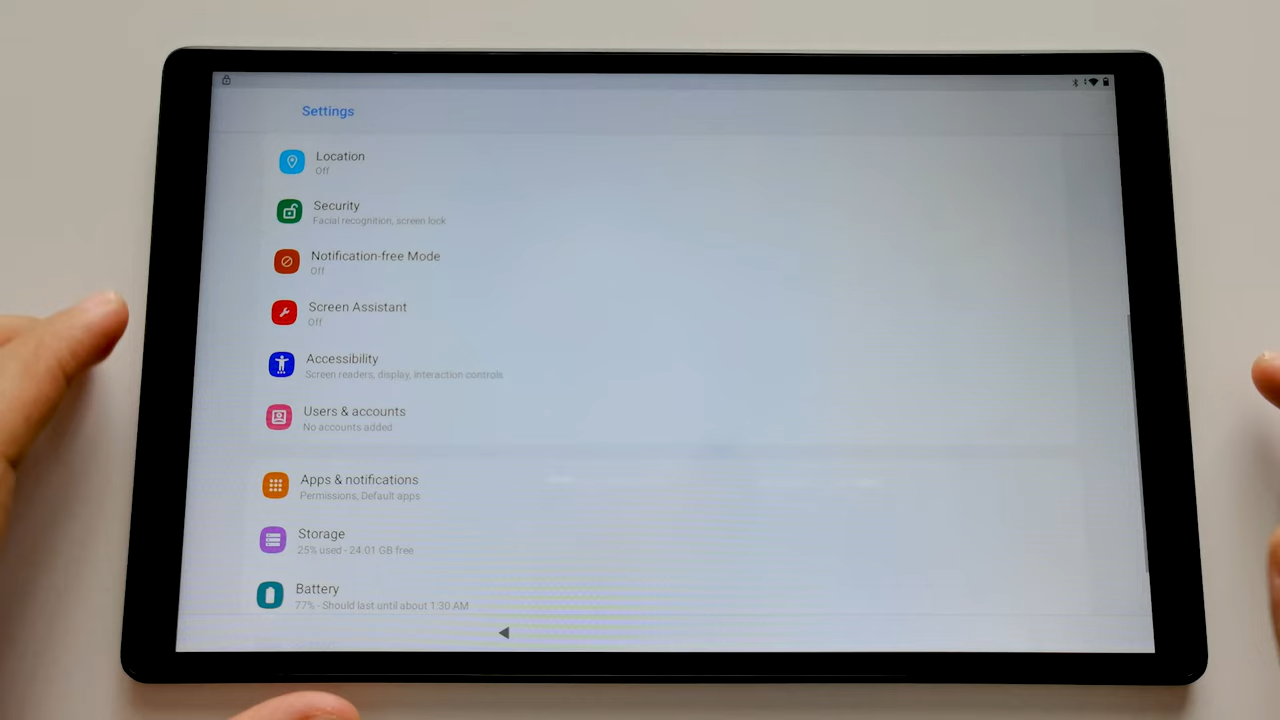 Settings
Location
Off
Security
Facial recognition, screen lock
Notification-free Mode
Off
Screen Assistant
Off
Accessibility
Screen readers, display, interaction controls
Users & accounts
No accounts added
Apps & notifications
Permissions, Default apps
Storage
25% used - 24.01 GB free
Battery
77% - Should last until about 1:30 AM